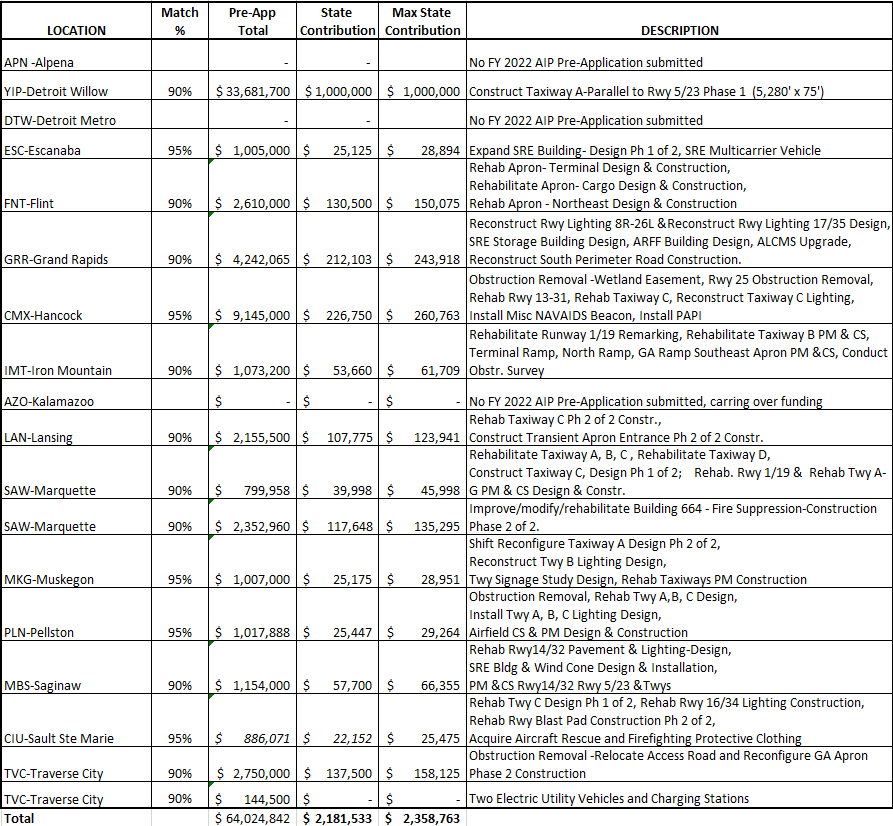 LOCATION Match % Pre-App Total State Contribution Max State Contribution DESCRIPTION
APN -Alpena - - No FY 2022 AIP Pre-Application submitted
YIP-Detroit Willow 90% $ 33,681,700 $ 1,000,000 $ 1,000,000 Construct Taxiway A-Parallel to Rwy 5/23 Phase 1 (5,280' x 75')
DTW-Detroit Metro - - No FY 2022 AIP Pre-Application submitted
ESC-Escanaba 95% $ 1,005,000 $ 25,125 $ 28,894 Expand SRE Building- Design Ph 1 of 2, SRE Multicarrier Vehicle
Rehab Apron- Terminal Design & Construction,
Rehabilitate Apron- Cargo Design & Construction,
FNT-Flint 90% $ 2,610,000 $ 130,500 $ 150,075 Rehab Apron - Northeast Design & Construction
Reconstruct Rwy Lighting 8R-26L &Reconstruct Rwy Lighting 17/35 Design,
SRE Storage Building Design, ARFF Building Design, ALCMS Upgrade,
GRR-Grand Rapids 90% $ 4,242,065 $ 212,103 $ 243,918 Reconstruct South Perimeter Road Construction.
Obstruction Removal -Wetland Easement, Rwy 25 Obstruction Removal,
Rehab Rwy 13-31, Rehab Taxiway C, Reconstruct Taxiway C Lighting,
CMX-Hancock 95% $ 9,145,000 $ 226,750 $ 260,763 Install Misc NAVAIDS Beacon, Install PAPI
Rehabilitate Runway 1/19 Remarking, Rehabilitate Taxiway B PM & CS,
Terminal Ramp, North Ramp, GA Ramp Southeast Apron PM &CS, Conduct
IMT-Iron Mountain 90% $ 1,073,200 $ 53,660 $ 61,709 Obstr. Survey
AZO-Kalamazoo $ - $ - $ - No FY 2022 AIP Pre-Application submitted, carring over funding
Rehab Taxiway C Ph 2 of 2 Constr.,
LAN-Lansing 90% $ 2,155,500 $ 107,775 $ 123,941 Construct Transient Apron Entrance Ph 2 of 2 Constr.
Rehabilitate Taxiway A, B, C , Rehabilitate Taxiway D,
Construct Taxiway C, Design Ph 1 of 2; Rehab. Rwy 1/19 & Rehab Twy A-
SAW-Marquette 90% $ 799,958 $ 39,998 $ 45,998 G PM & CS Design & Constr.
Improve/modify/rehabilitate Building 664 - Fire Suppression-Construction
SAW-Marquette 90% $ 2,352,960 $ 117,648 $ 135,295 Phase 2 of 2.
Shift Reconfigure Taxiway A Design Ph 2 of 2,
Reconstruct Twy B Lighting Design,
MKG-Muskegon 95% $ 1,007,000 $ 25,175 $ 28,951 Twy Signage Study Design, Rehab Taxiways PM Construction
Obstruction Removal, Rehab Twy A,B, C Design,
Install Twy A, B, C Lighting Design,
PLN-Pellston 95% $ 1,017,888 $ 25,447 $ 29,264 Airfield CS & PM Design & Construction
Rehab Rwy14/32 Pavement & Lighting-Design,
SRE Bldg & Wind Cone Design & Installation,
MBS-Saginaw 90% $ 1,154,000 $ 57,700 $ 66,355 PM &CS Rwy14/32 Rwy 5/23 &Twys
Rehab Twy C Design Ph 1 of 2, Rehab Rwy 16/34 Lighting Construction,
Rehab Rwy Blast Pad Construction Ph 2 of 2,
CIU-Sault Ste Marie 95% $ 886,071 $ 22,152 $ 25,475 Acquire Aircraft Rescue and Firefighting Protective Clothing
Obstruction Removal -Relocate Access Road and Reconfigure GA Apron
TVC-Traverse City 90% $ 2,750,000 $ 137,500 $ 158,125 Phase 2 Construction
TVC-Traverse City 90% $ 144,500 $ - $ - Two Electric Utility Vehicles and Charging Stations
Total $ 64,024,842 $ 2,181,533 $ 2,358,763